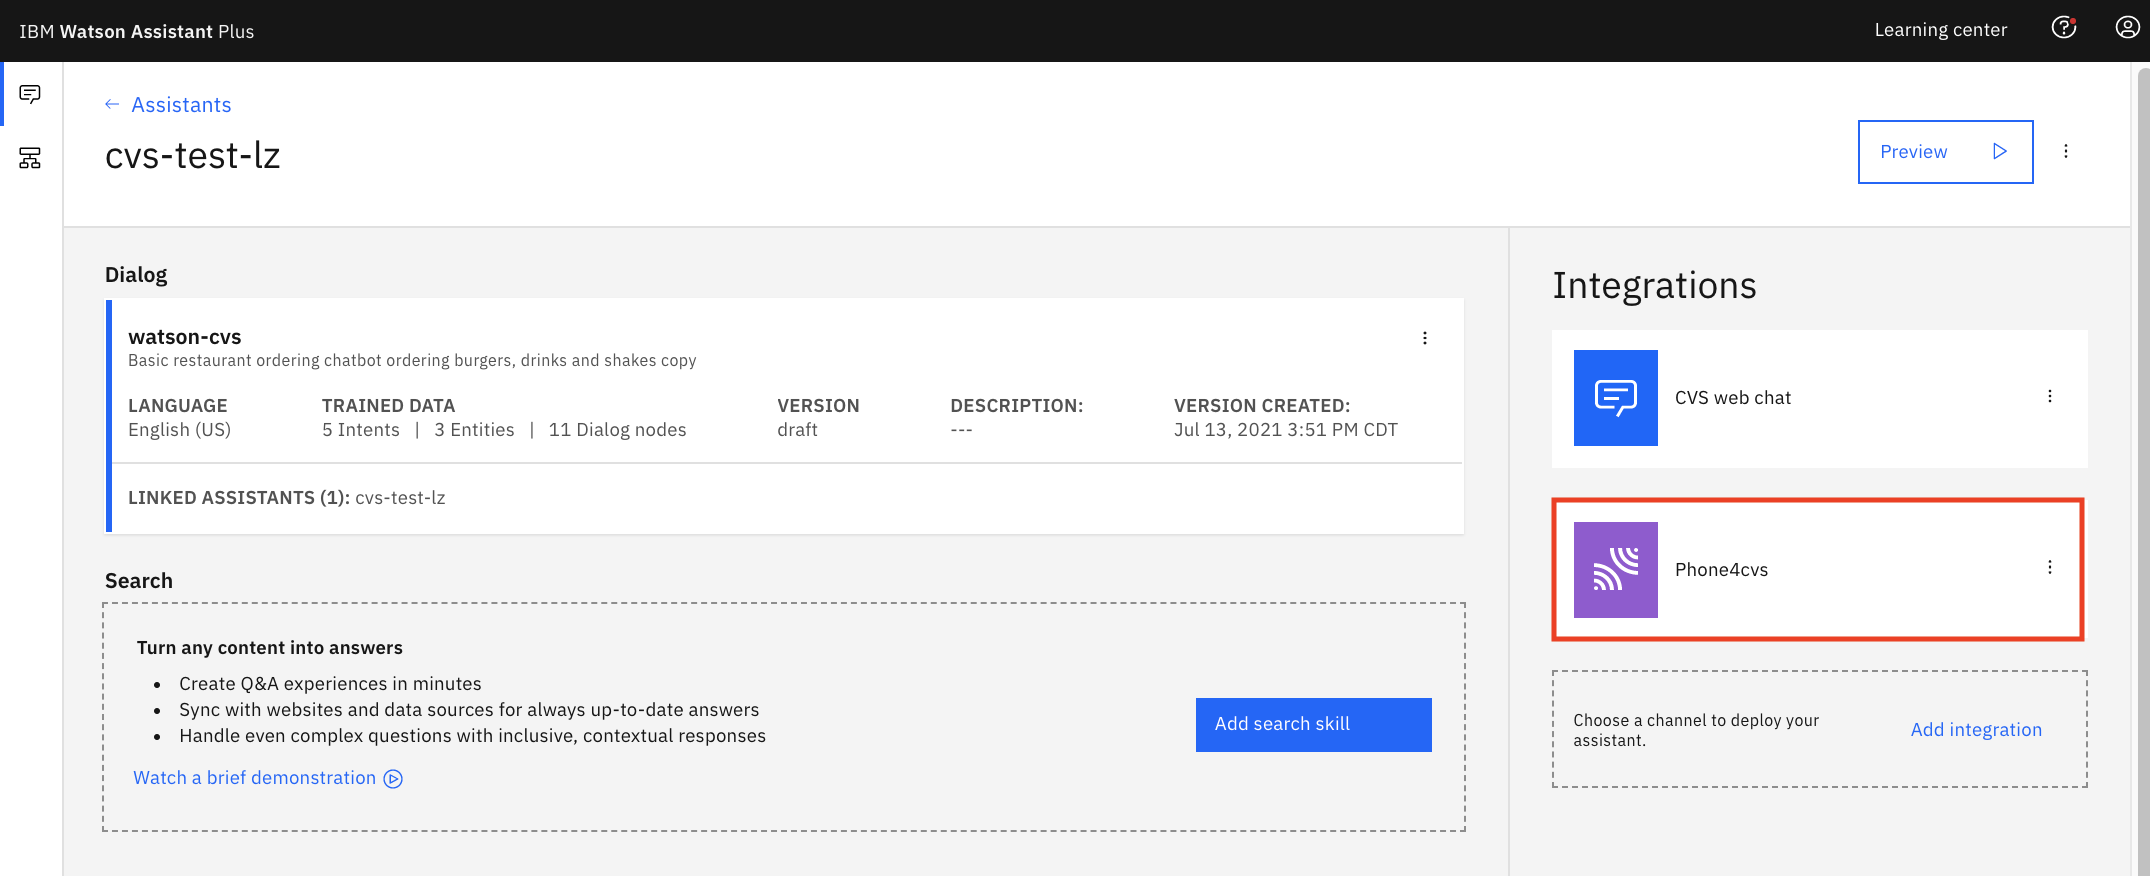 IBM Watson Assistant Plus
Learning center
← Assistants
cvs-test-lz
Preview
Dialog
watson-cvs
Basic restaurant ordering chatbot ordering burgers, drinks and shakes copy
LANGUAGE
English (US)
TRAINED DATA
5 Intents | 3 Entities | 11 Dialog nodes
VERSION
draft
DESCRIPTION:
---
VERSION CREATED:
Jul 13, 2021 3:51 PM CDT
LINKED ASSISTANTS (1): cvs-test-lz
Search
Turn any content into answers
• Create Q&A experiences in minutes
• Sync with websites and data sources for always up-to-date answers
• Handle even complex questions with inclusive, contextual responses
Watch a brief demonstration
Add search skill
Integrations
CVS web chat
Phone4cvs
Choose a channel to deploy your
assistant.
Add integration